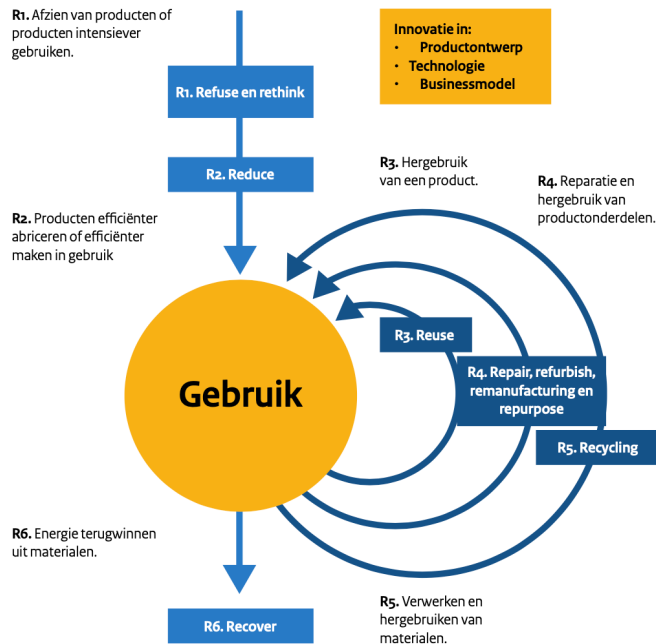 R1. Afzien van producten of
producten intensiever
gebruiken.
Innovatie in:
• Productontwerp
• Technologie
• Businessmodel
R1. Refuse en rethink
R2. Reduce
R3. Hergebruik
van een product.
R4. Reparatie en
hergebruik van
productonderdelen.
R2. Producten efficiënter
abriceren of efficiënter
maken in gebruik
R3. Reuse
Gebruik
R4. Repair, refurbish,
remanufacturing en
repurpose
R5. Recycling
R6. Energie terugwinnen
uit materialen.
R5. Verwerken en
hergebruiken van
materialen.
R6. Recover